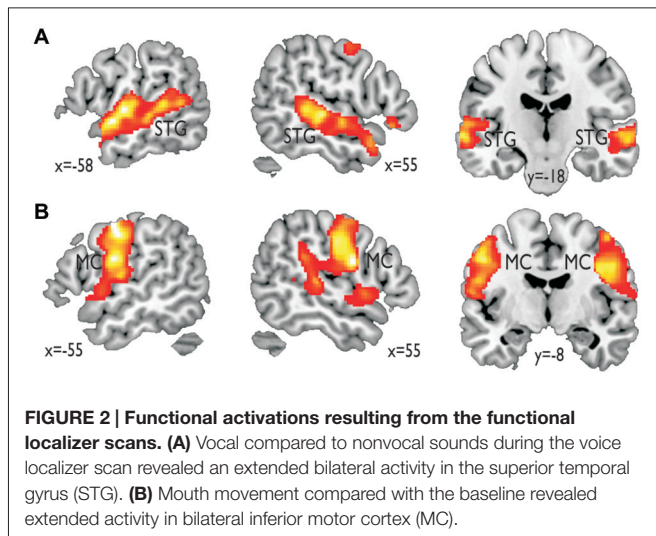 A
STG
x=-58
STG
x=55
STG
STG
y=-18
B
MC
x=-55
MC
x=55
MC
MC
y=-8
FIGURE 2 | Functional activations resulting from the functional
localizer scans. (A) Vocal compared to nonvocal sounds during the voice
localizer scan revealed an extended bilateral activity in the superior temporal
gyrus (STG). (B) Mouth movement compared with the baseline revealed
extended activity in bilateral inferior motor cortex (MC).